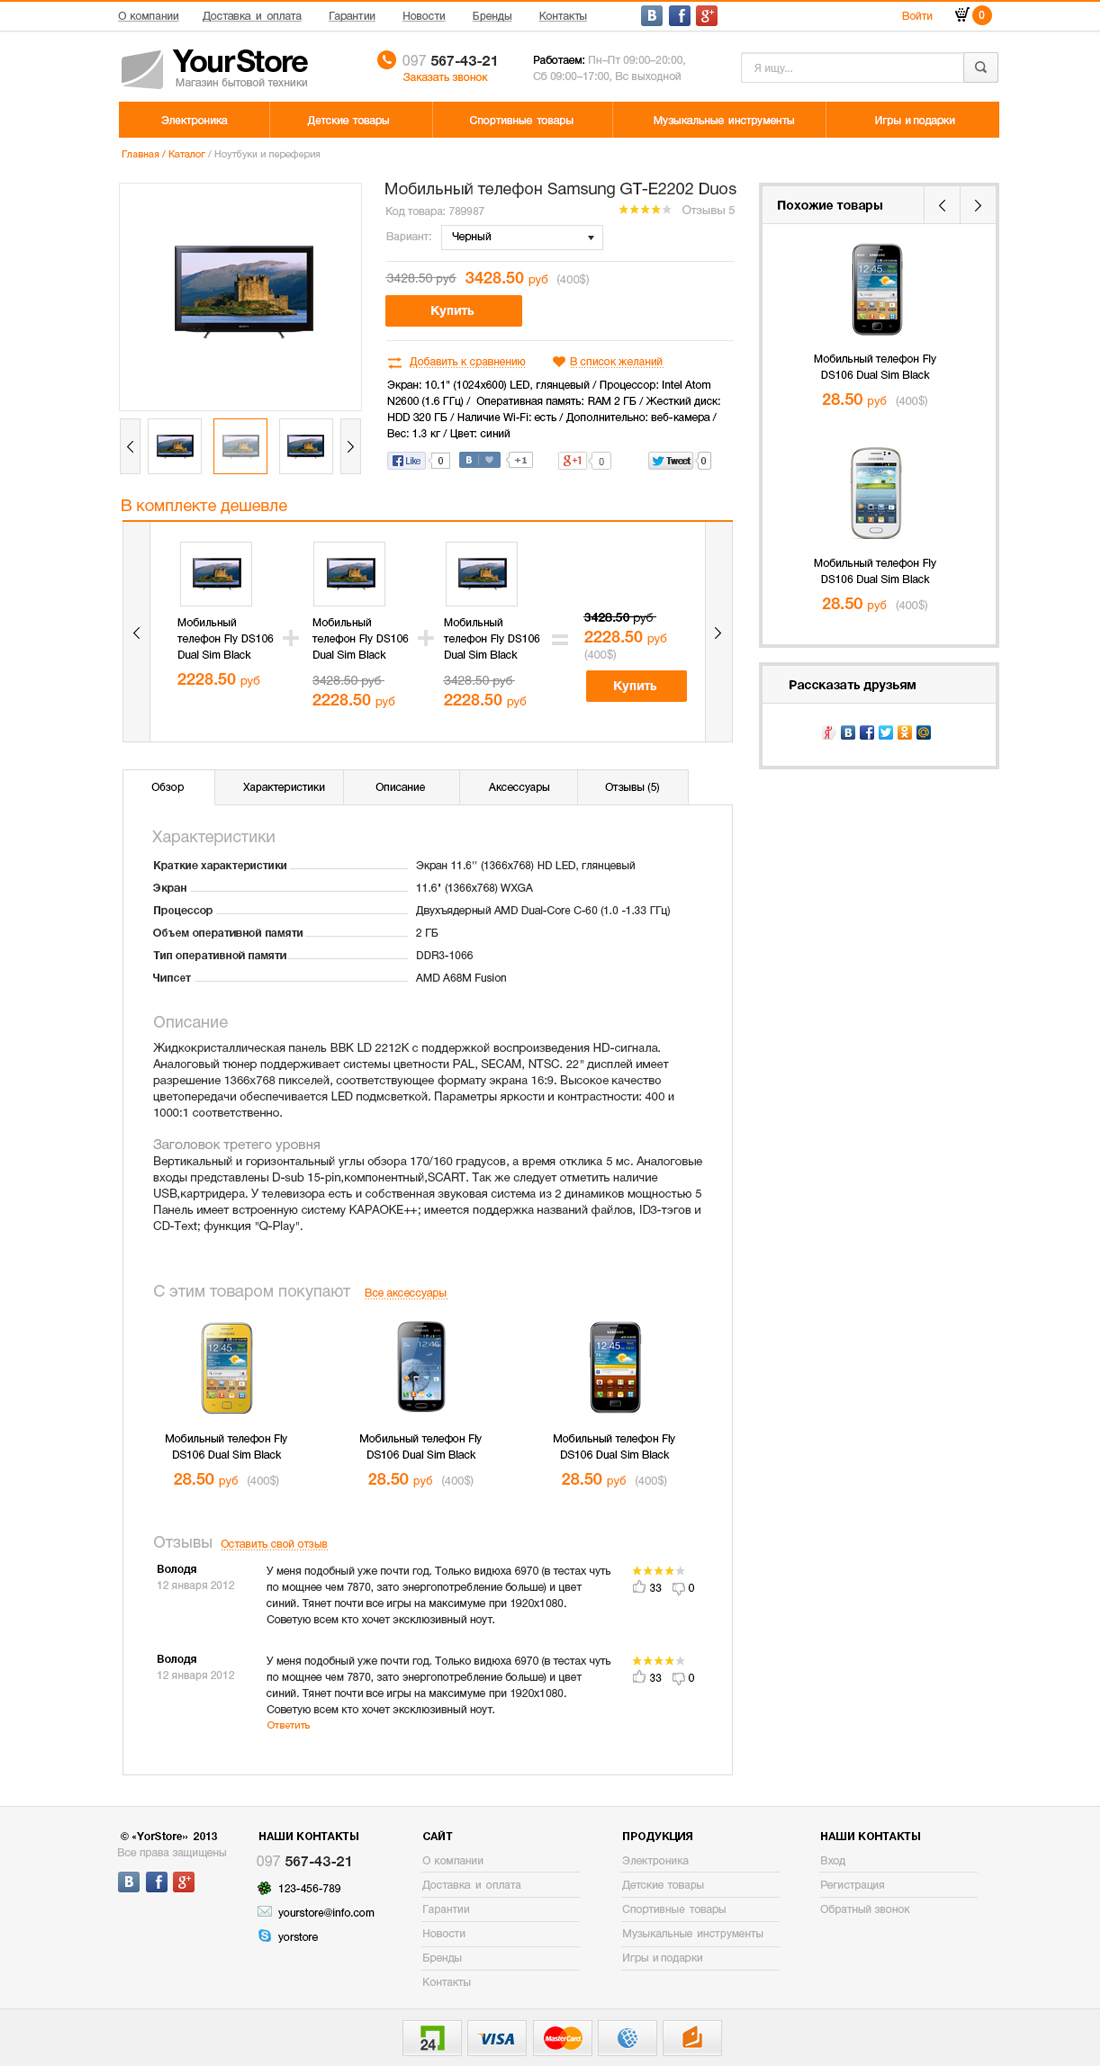 О компании Доставка и оплата Гарантии Новости Бренды Контакты Войти 0
YourStore
Магазин бытовой техники
097 567-43-21
Заказать звонок
Работаем: Пн-Пт 09:00-20:00,
Сб 09:00-17:00, Вс выходной
Я ищу...
Электроника Детские товары Спортивные товары Музыкальные инструменты Игры и подарки
Главная / Каталог / Ноутбуки и переферия
Мобильный телефон Samsung GT-E2202 Duos
Код товара: 789987 Отзывы 5
Вариант: Черный
3428.50 руб 3428.50 руб (400$)
Купить
Добавить к сравнению В список желаний
Экран: 10.1" (1024x600) LED, глянцевый / Процессор: Intel Atom
N2600 (1.6 ГГц) / Оперативная память: RAM 2 ГБ / Жесткий диск:
HDD 320 ГБ / Наличие Wi-Fi: есть / Дополнительно: веб-камера /
Вес: 1.3 кг / Цвет: синий
Like 0 B +1 g+1 0 Tweet 0
Похожие товары
Мобильный телефон Fly
DS106 Dual Sim Black
28.50 руб (400$)
Мобильный телефон Fly
DS106 Dual Sim Black
28.50 руб (400$)
Рассказать друзьям
В комплекте дешевле
Мобильный
телефон Fly DS106
Dual Sim Black
2228.50 руб
+
Мобильный
телефон Fly DS106
Dual Sim Black
3428.50 руб
2228.50 руб
+
Мобильный
телефон Fly DS106
Dual Sim Black
3428.50 руб
2228.50 руб
=
3428.50 руб
2228.50 руб
(400$)
Купить
Обзор Характеристики Описание Аксессуары Отзывы (5)
Характеристики
Краткие характеристики Экран 11.6'' (1366x768) HD LED, глянцевый
Экран 11.6" (1366x768) WXGA
Процессор Двухъядерный AMD Dual-Core C-60 (1.0 -1.33 ГГц)
Объем оперативной памяти 2 ГБ
Тип оперативной памяти DDR3-1066
Чипсет AMD A68M Fusion
Описание
Жидкокристаллическая панель BBK LD 2212K с поддержкой воспроизведения HD-сигнала.
Аналоговый тюнер поддерживает системы цветности PAL, SECAM, NTSC. 22" дисплей имеет
разрешение 1366x768 пикселей, соответствующее формату экрана 16:9. Высокое качество
цветопередачи обеспечивается LED подмсветкой. Параметры яркости и контрастности: 400 и
1000:1 соответственно.
Заголовок третего уровня
Вертикальный и горизонтальный углы обзора 170/160 градусов, а время отклика 5 мс. Аналоговые
входы представлены D-sub 15-pin,компонентный,SCART. Так же следует отметить наличие
USB,картридера. У телевизора есть и собственная звуковая система из 2 динамиков мощностью 5
Панель имеет встроенную систему КАРАОКЕ++; имеется поддержка названий файлов, ID3-тэгов и
CD-Text; функция "Q-Play".
С этим товаром покупают Все аксессуары
Мобильный телефон Fly
DS106 Dual Sim Black
28.50 руб (400$)
Мобильный телефон Fly
DS106 Dual Sim Black
28.50 руб (400$)
Мобильный телефон Fly
DS106 Dual Sim Black
28.50 руб (400$)
Отзывы Оставить свой отзыв
Володя
12 января 2012
У меня подобный уже почти год. Только видюха 6970 (в тестах чуть
по мощнее чем 7870, зато энергопотребление больше) и цвет
синий. Тянет почти все игры на максимуме при 1920x1080.
Советую всем кто хочет эксклюзивный ноут.
33 0
Володя
12 января 2012
У меня подобный уже почти год. Только видюха 6970 (в тестах чуть
по мощнее чем 7870, зато энергопотребление больше) и цвет
синий. Тянет почти все игры на максимуме при 1920x1080.
Советую всем кто хочет эксклюзивный ноут.
Ответить
33 0
© «YorStore» 2013
Все права защищены
НАШИ КОНТАКТЫ
097 567-43-21
123-456-789
yourstore@info.com
yorstore
САЙТ
О компании
Доставка и оплата
Гарантии
Новости
Бренды
Контакты
ПРОДУКЦИЯ
Электроника
Детские товары
Спортивные товары
Музыкальные инструменты
Игры и подарки
НАШИ КОНТАКТЫ
Вход
Регистрация
Обратный звонок
24 VISA MasterCard